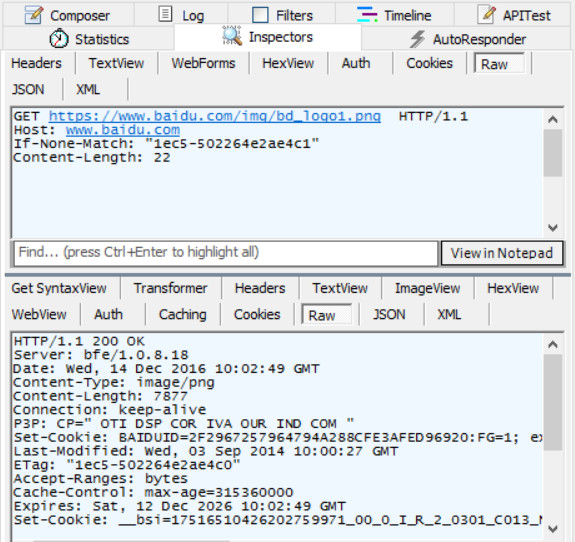 Composer Log Filters Timeline APITest
Statistics Inspectors AutoResponder
Headers TextView WebForms HexView Auth Cookies Raw
JSON XML
GET https://www.baidu.com/img/bd_logo1.png HTTP/1.1
Host: www.baidu.com
If-None-Match: "1ec5-502264e2ae4c1"
Content-Length: 22
Find... (press Ctrl+Enter to highlight all) View in Notepad
Get SyntaxView Transformer Headers TextView ImageView HexView
WebView Auth Caching Cookies Raw JSON XML
HTTP/1.1 200 OK
Server: bfe/1.0.8.18
Date: Wed, 14 Dec 2016 10:02:49 GMT
Content-Type: image/png
Content-Length: 7877
Connection: keep-alive
P3P: CP=" OTI DSP COR IVA OUR IND COM "
Set-Cookie: BAIDUID=2F2967257964794A288CFE3AFED96920:FG=1; ex
Last-Modified: Wed, 03 Sep 2014 10:00:27 GMT
ETag: "1ec5-502264e2ae4c0"
Accept-Ranges: bytes
Cache-Control: max-age=315360000
Expires: Sat, 12 Dec 2026 10:02:49 GMT
Set-Cookie: __bsi=17516510426202759971_00_0_I_R_2_0301_C013_N